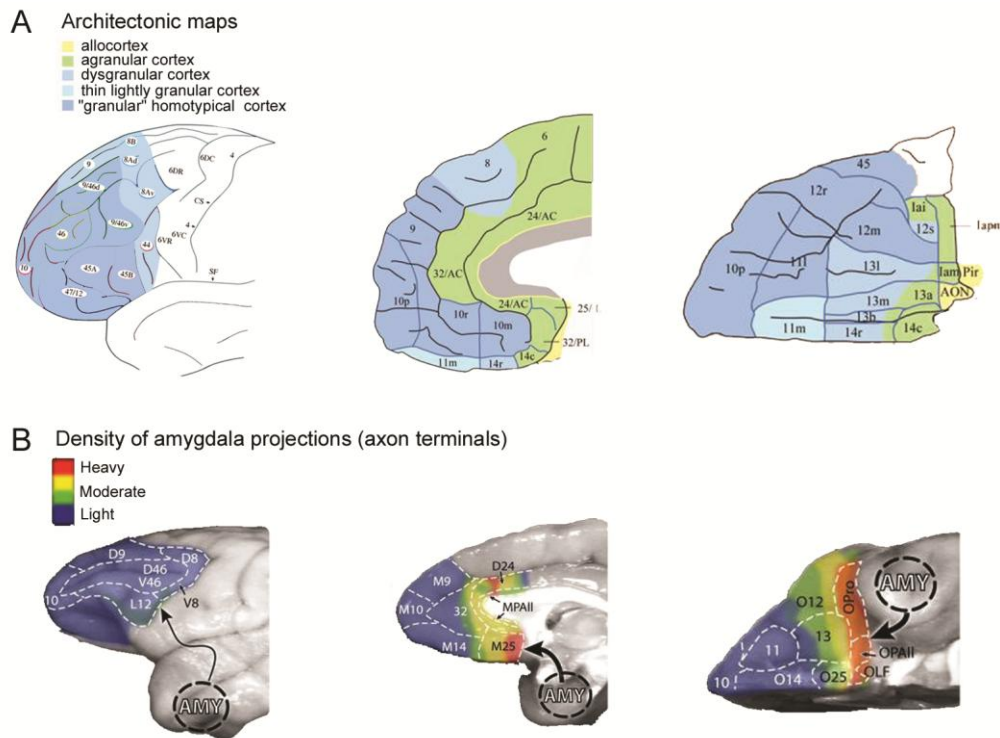 A
Architectonic maps
allocortex
agranular cortex
dysgranular cortex
thin lightly granular cortex
"granular" homotypical cortex
8B
9
8Ad
6DR
6DC
4
9/46d
8Av
CS
9/46v
46
4
44
6VR
6VC
10
45A
45B
SF
47/12
8
6
9
24/AC
32/AC
10p
24/AC
10r
10m
25/
32/PL
11m
14r
14c
45
12r
Iai
12m
12s
Iapm
10p
11l
13l
Iam
Pir
13m
13a
AON
13b
11m
14r
14c
B
Density of amygdala projections (axon terminals)
Heavy
Moderate
Light
D9
D46
D8
V46
10
L12
V8
AMY
M9
D24
M10
32
MPAll
M14
M25
AMY
O12
OPro
AMY
13
11
OPAll
10
O14
O25
OLF